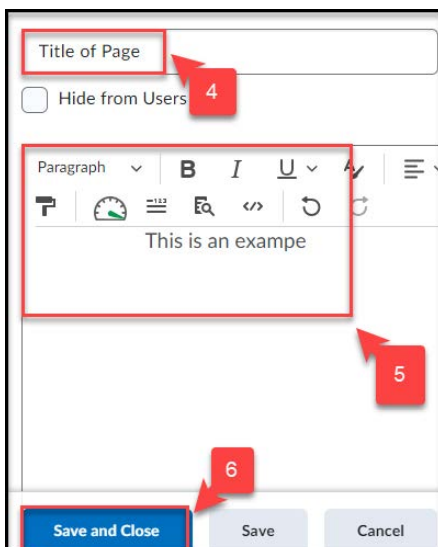 Title of Page
4
Hide from Users
Paragraph B I U
This is an exampe
5
6
Save and Close Save Cancel